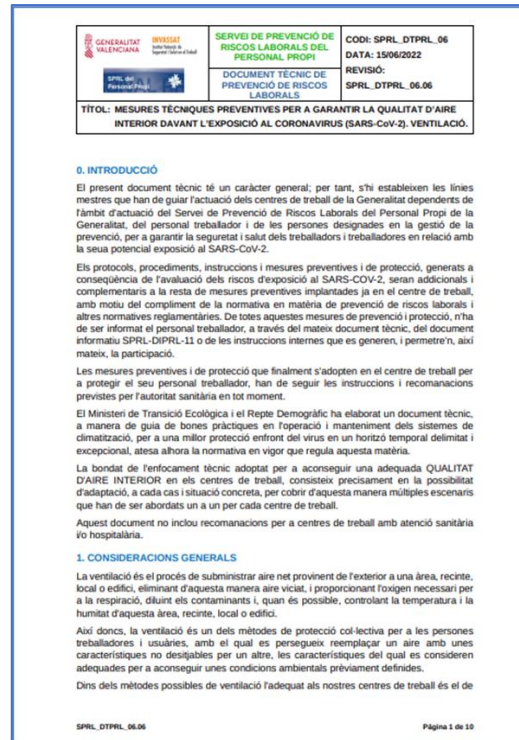 GENERALITAT
VALENCIANA
INVASSAT
Institut Valencià de
Seguretat i Salut en el Treball
SPRL del
Personal Propi
SERVEI DE PREVENCIÓ DE
RISCOS LABORALS DEL
PERSONAL PROPI
DOCUMENT TÈCNIC DE
PREVENCIÓ DE RISCOS
LABORALS
CODI: SPRL_DTPRL_06
DATA: 15/06/2022
REVISIÓ:
SPRL_DTPRL_06.06
TÍTOL: MESURES TÈCNIQUES PREVENTIVES PER A GARANTIR LA QUALITAT D'AIRE
INTERIOR DAVANT L'EXPOSICIÓ AL CORONAVIRUS (SARS-CoV-2). VENTILACIÓ.
0. INTRODUCCIÓ
El present document tècnic té un caràcter general; per tant, s'hi estableixen les línies
mestres que han de guiar l'actuació dels centres de treball de la Generalitat dependents de
l'àmbit d'actuació del Servei de Prevenció de Riscos Laborals del Personal Propi de la
Generalitat, del personal treballador i de les persones designades en la gestió de la
prevenció, per a garantir la seguretat i salut dels treballadors i treballadores en relació amb
la seua potencial exposició al SARS-CoV-2.
Els protocols, procediments, instruccions i mesures preventives i de protecció, generats a
conseqüència de l'avaluació dels riscos d'exposició al SARS-COV-2, seran addicionals i
complementaris a la resta de mesures preventives implantades ja en el centre de treball,
amb motiu del compliment de la normativa en matèria de prevenció de riscos laborals i
altres normatives reglamentàries. De totes aquestes mesures de prevenció i protecció, n'ha
de ser informat el personal treballador, a través del mateix document tècnic, del document
informatiu SPRL-DIPRL-11 o de les instruccions internes que es generen, i permetre'n, així
mateix, la participació.
Les mesures preventives i de protecció que finalment s'adopten en el centre de treball per
a protegir el seu personal treballador, han de seguir les instruccions i recomanacions
previstes per l'autoritat sanitària en tot moment.
El Ministeri de Transició Ecològica i el Repte Demogràfic ha elaborat un document tècnic,
a manera de guia de bones pràctiques en l'operació i manteniment dels sistemes de
climatització, per a una millor protecció enfront del virus en un horitzó temporal delimitat i
excepcional, atesa alhora la normativa en vigor que regula aquesta matèria.
La bondat de l'enfocament tècnic adoptat per a aconseguir una adequada QUALITAT
D'AIRE INTERIOR en els centres de treball, consisteix precisament en la possibilitat
d'adaptació, a cada cas i situació concreta, per cobrir d'aquesta manera múltiples escenaris
que han de ser abordats un a un per cada centre de treball.
Aquest document no inclou recomanacions per a centres de treball amb atenció sanitària
i/o hospitalària.
1. CONSIDERACIONS GENERALS
La ventilació és el procés de subministrar aire net provinent de l'exterior a una àrea, recinte,
local o edifici, eliminant d'aquesta manera aire viciat, i proporcionant l'oxigen necessari per
a la respiració, diluint els contaminants i, quan és possible, controlant la temperatura i la
humitat d'aquesta àrea, recinte, local o edifici.
Així doncs, la ventilació és un dels mètodes de protecció col·lectiva per a les persones
treballadores i usuàries, amb el qual es persegueix reemplaçar un aire amb unes
característiques no desitjables per un altre, les característiques del qual es consideren
adequades per a aconseguir unes condicions ambientals prèviament definides.
Dins dels mètodes possibles de ventilació l'adequat als nostres centres de treball és el de
SPRL_DTPRL_06.06
Página 1 de 10